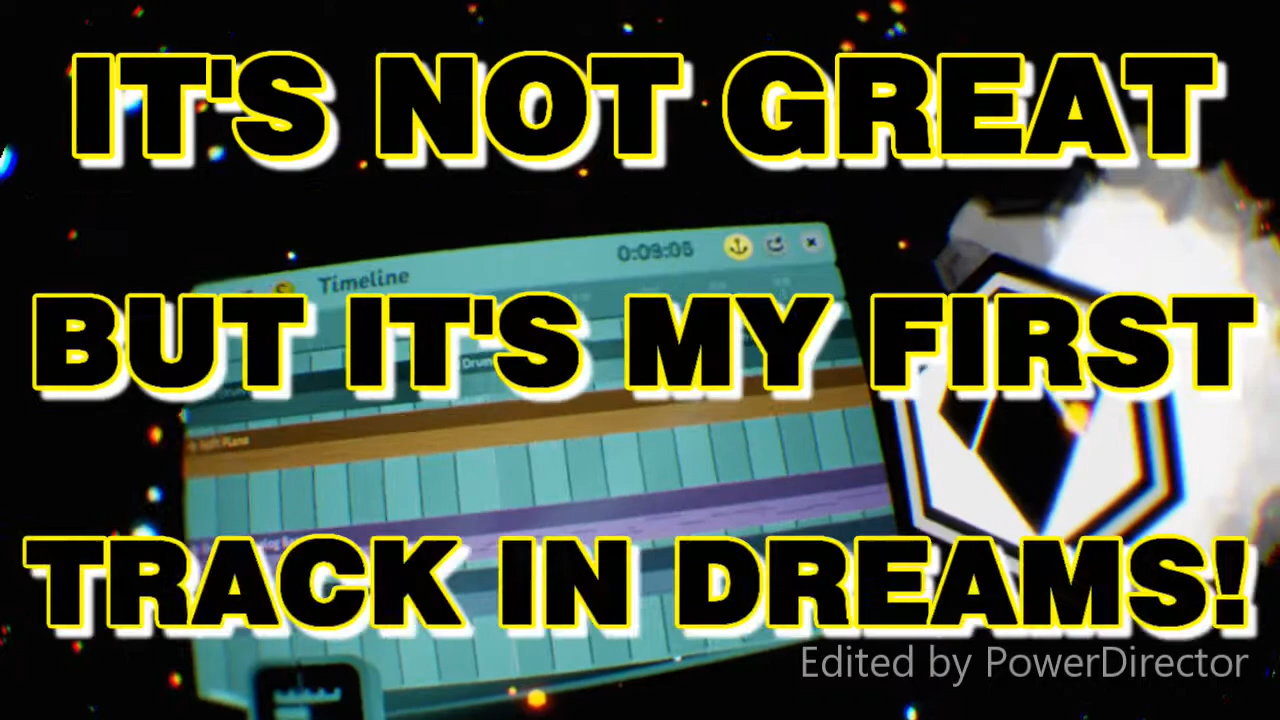 IT'S NOT GREAT
0:09:05
Timeline
BUT IT'S MY FIRST
Soft Piano
TRACK IN DREAMS!
Edited by PowerDirector